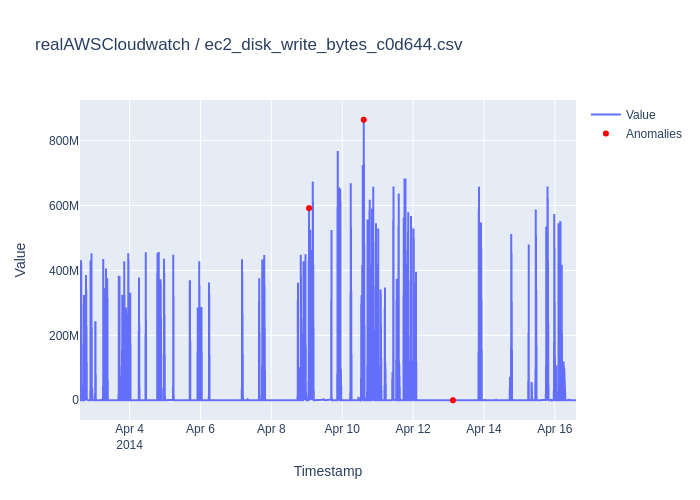 realAWSCloudwatch / ec2_disk_write_bytes_c0d644.csv
Value
Anomalies
800M
600M
400M
200M
0
Value
Apr 4
2014
Apr 6
Apr 8
Apr 10
Apr 12
Apr 14
Apr 16
Timestamp